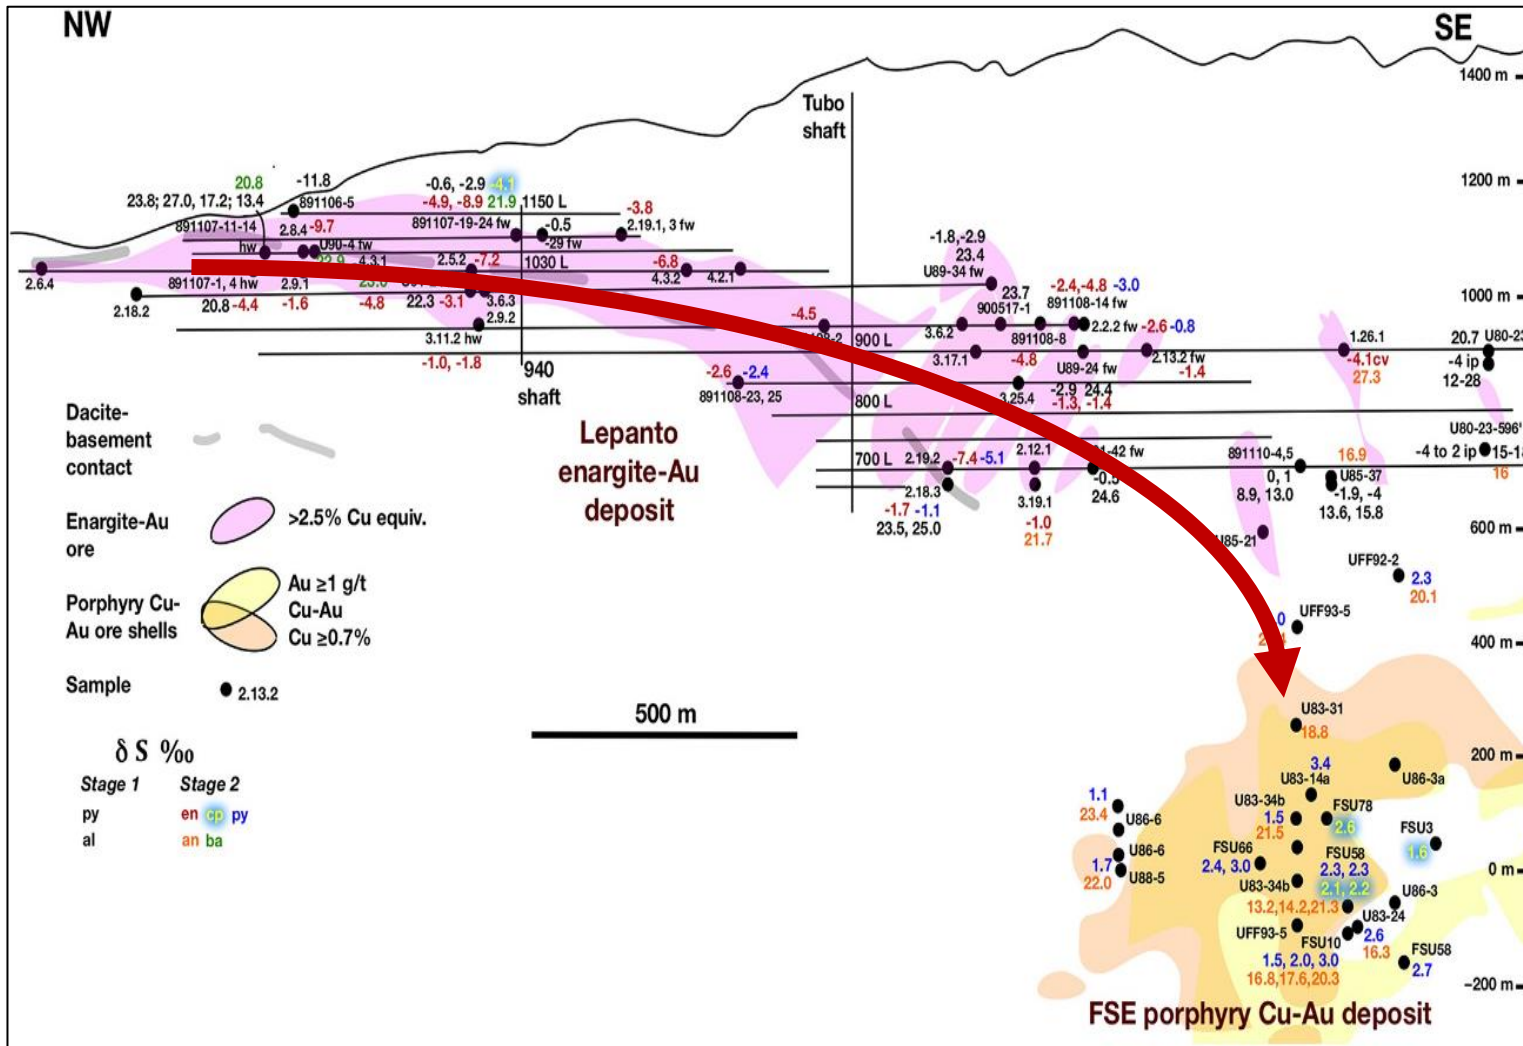 NW
SE
1400 m
Tubo
shaft
1200 m
20.8
-11.8
-0.6, -2.9 -4.1
23.8; 27.0, 17.2; 13.4
891106-5
-4.9, -8.9 21.9
1150 L
-3.8
891107-11-14
2.8.4 -9.7
891107-19-24 fw
-0.5
2.19.1, 3 fw
hw
U90-4 fw
-29 fw
-1.8, -2.9
23.4
4.3.1
2.5.2 -7.2
1030 L
-6.8
U89-34 fw
2.6.4
891107-1, 4 hw
2.9.1
4.3.2
4.2.1
-2.4, -4.8 -3.0
23.7
2.18.2
20.8 -4.4
-1.6
-4.8
22.3 -3.1
3.6.3
900517-1
891108-14 fw
1000 m
2.9.2
-4.5
3.6.2
2.2.2 fw
-2.6 -0.8
3.11.2 hw
900 L
891108-8
1.26.1
20.7
-1.0, -1.8
3.17.1
-4.8
2.13.2 fw
-4.1cv
-4 ip
940
shaft
-2.6 -2.4
U89-24 fw
-1.4
27.3
12-28
891108-23, 25
3.25.4
-2.9 24.4
800 L
-1.3, -1.4
Dacite-
basement
contact
Lepanto
enargite-Au
deposit
U80-23-596'
700 L
2.19.2
-7.4 -5.1
2.12.1
891110-4,5
16.9
-4 to 2 ip
0, 1
U85-37
16
2.18.3
3.19.1
-0.5
24.6
8.9, 13.0
-1.9, -4
13.6, 15.8
-1.7 -1.1
23.5, 25.0
-1.0
21.7
600 m
Enargite-Au
ore
>2.5% Cu equiv.
UFF92-2
2.3
20.1
Porphyry Cu-
Au ore shells
Au ≥1 g/t
Cu-Au
Cu ≥0.7%
UFF93-5
400 m
Sample
2.13.2
500 m
U83-31
18.8
δ S ‰
200 m
Stage 1 Stage 2
py en cp py
al an ba
3.4
U83-14a
U86-3a
1.1
23.4
U86-6
U83-34b
1.5
21.5
FSU78
2.6
FSU3
1.6
U86-6
1.7
22.0
U88-5
FSU66
2.4, 3.0
FSU58
2.3, 2.3
2.1, 2.2
0 m
U83-34b
U86-3
13.2,14.2,21.3
UFF93-5
U83-24
2.6
16.3
FSU10
1.5, 2.0, 3.0
16.8,17.6,20.3
FSU58
2.7
-200 m
FSE porphyry Cu-Au deposit